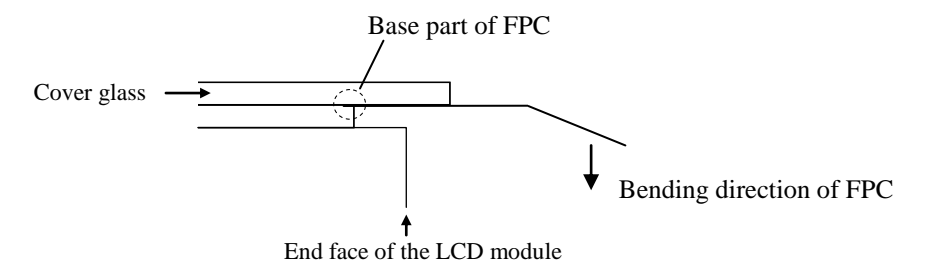 Base part of FPC
Cover glass
Bending direction of FPC
End face of the LCD module